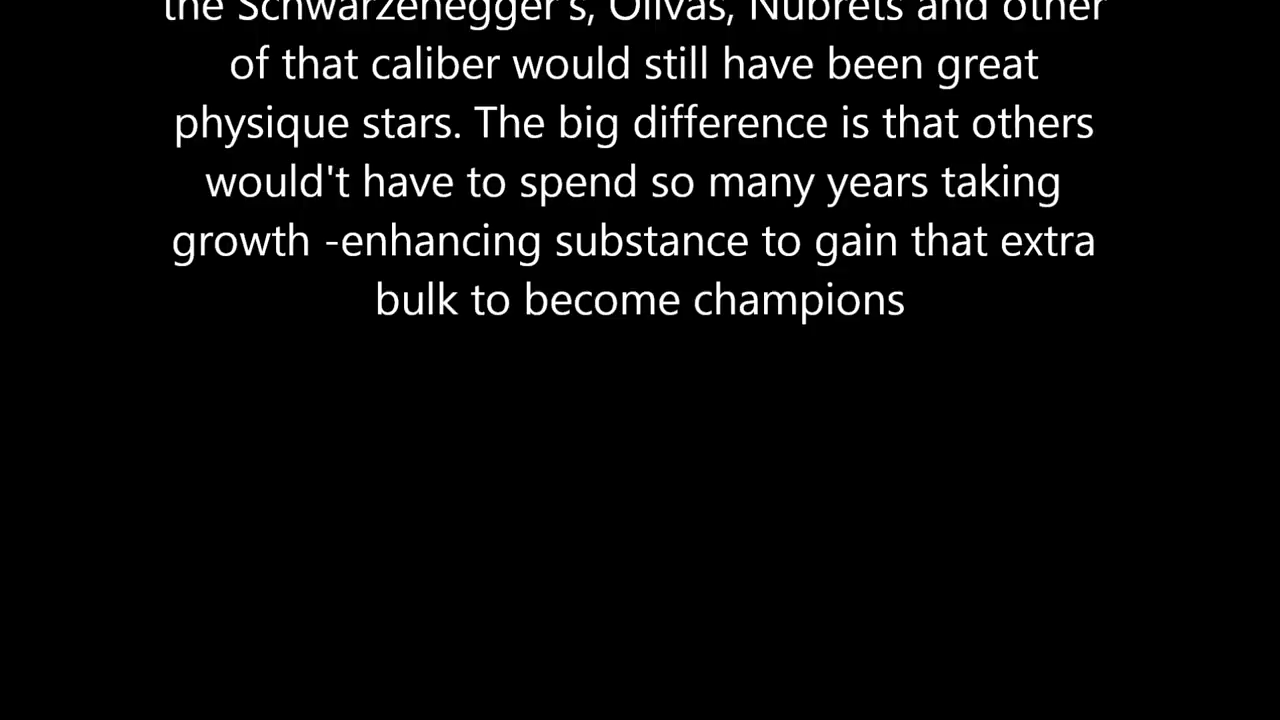 the Schwarzenegger's, Olivas, Nubrets and other
of that caliber would still have been great
physique stars. The big difference is that others
would't have to spend so many years taking
growth -enhancing substance to gain that extra
bulk to become champions